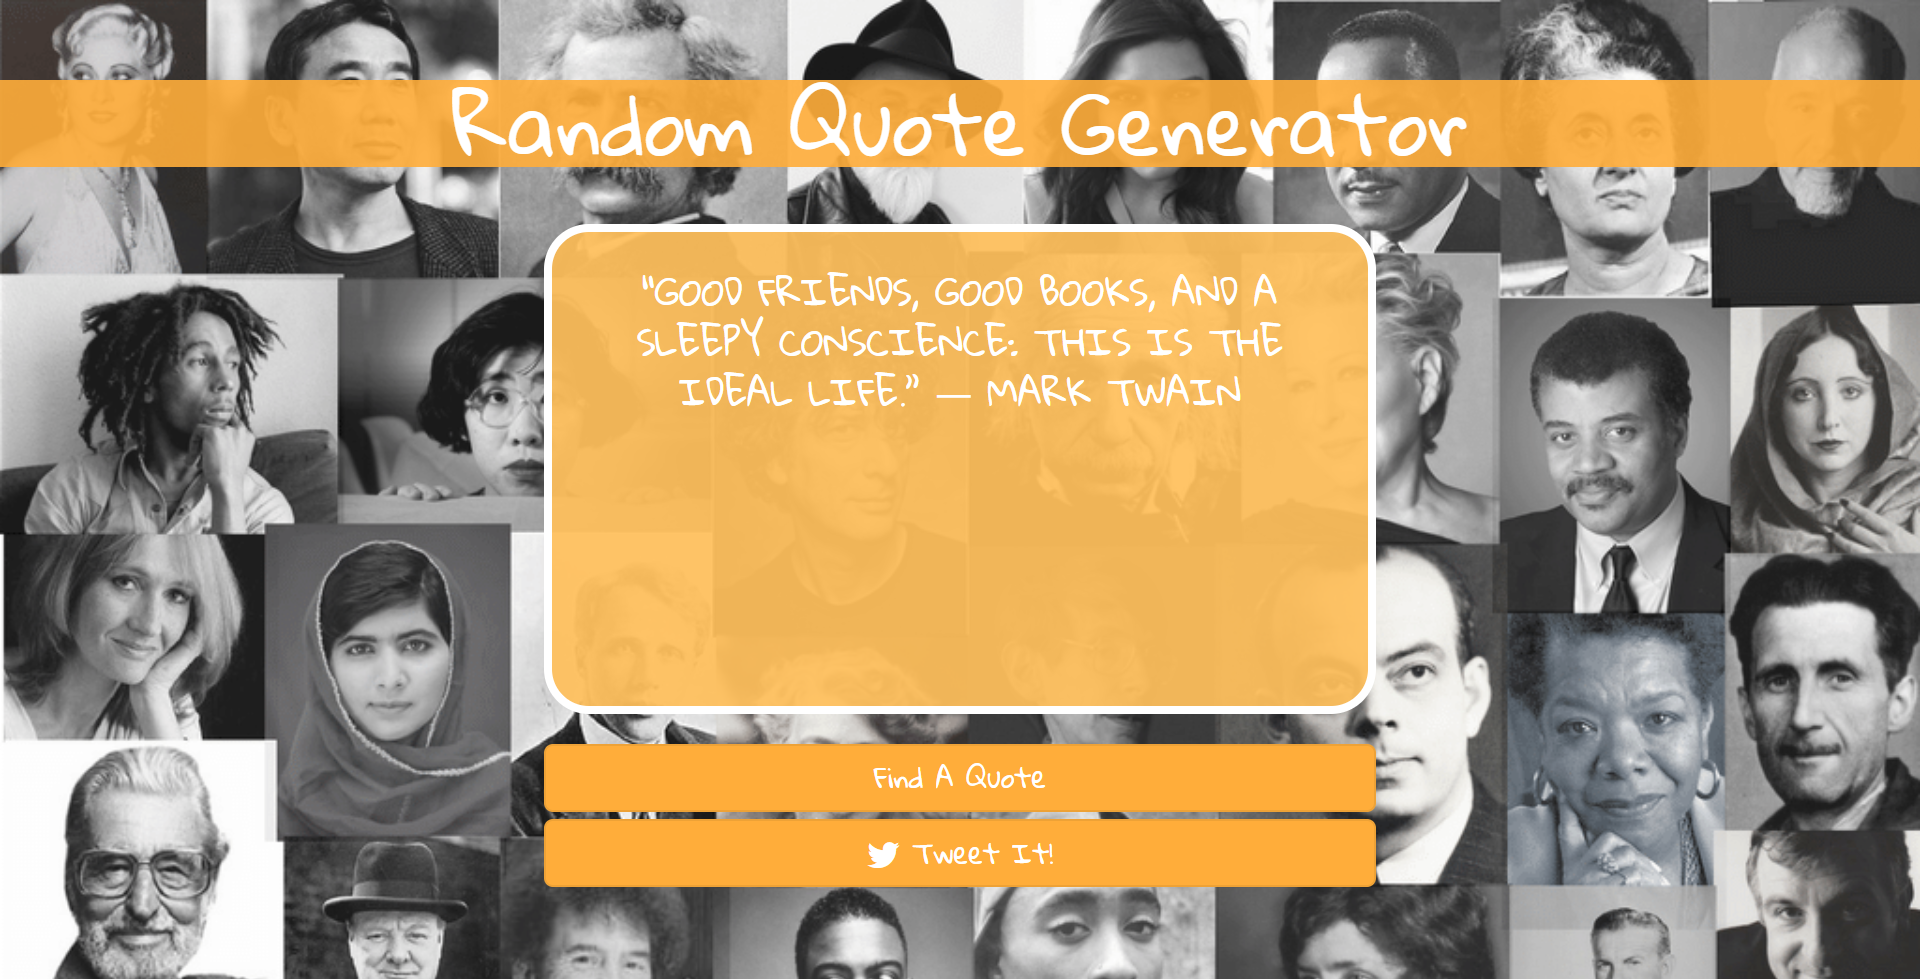 Random Quote Generator
"GOOD FRIENDS, GOOD BOOKS, AND A
SLEEPY CONSCIENCE: THIS IS THE
IDEAL LIFE.” — MARK TWAIN
Find A Quote
Tweet It!